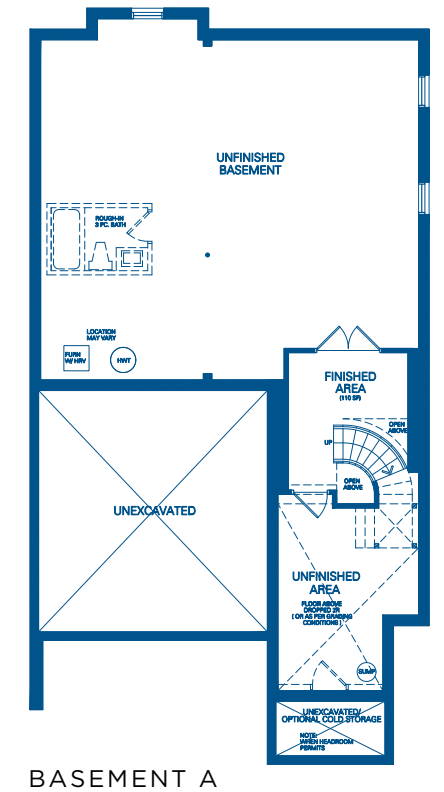 UNFINISHED
BASEMENT
ROUGH-IN
3 PC. BATH
LOCATION
MAY VARY
FURN
W/ HRV
HWT
FINISHED
AREA
(110 SF)
OPEN
ABOVE
UP
OPEN
ABOVE
UNEXCAVATED
UNFINISHED
AREA
FLOOR ABOVE
DROPPED 2R
( OR AS PER GRADING
CONDITIONS )
SUMP
UNEXCAVATED/
OPTIONAL COLD STORAGE
NOTE:
WHEN HEADROOM
PERMITS
BASEMENT A